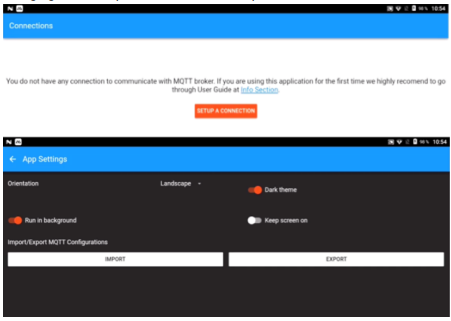 10:54
Connections
You do not have any connection to communicate with MQTT broker. If you are using this application for the first time we highly recomend to go
through User Guide at Info Section.
SETUP A CONNECTION
10:54
← App Settings
Orientation Landscape Dark theme
Run in background Keep screen on
Import/Export MQTT Configurations
IMPORT EXPORT